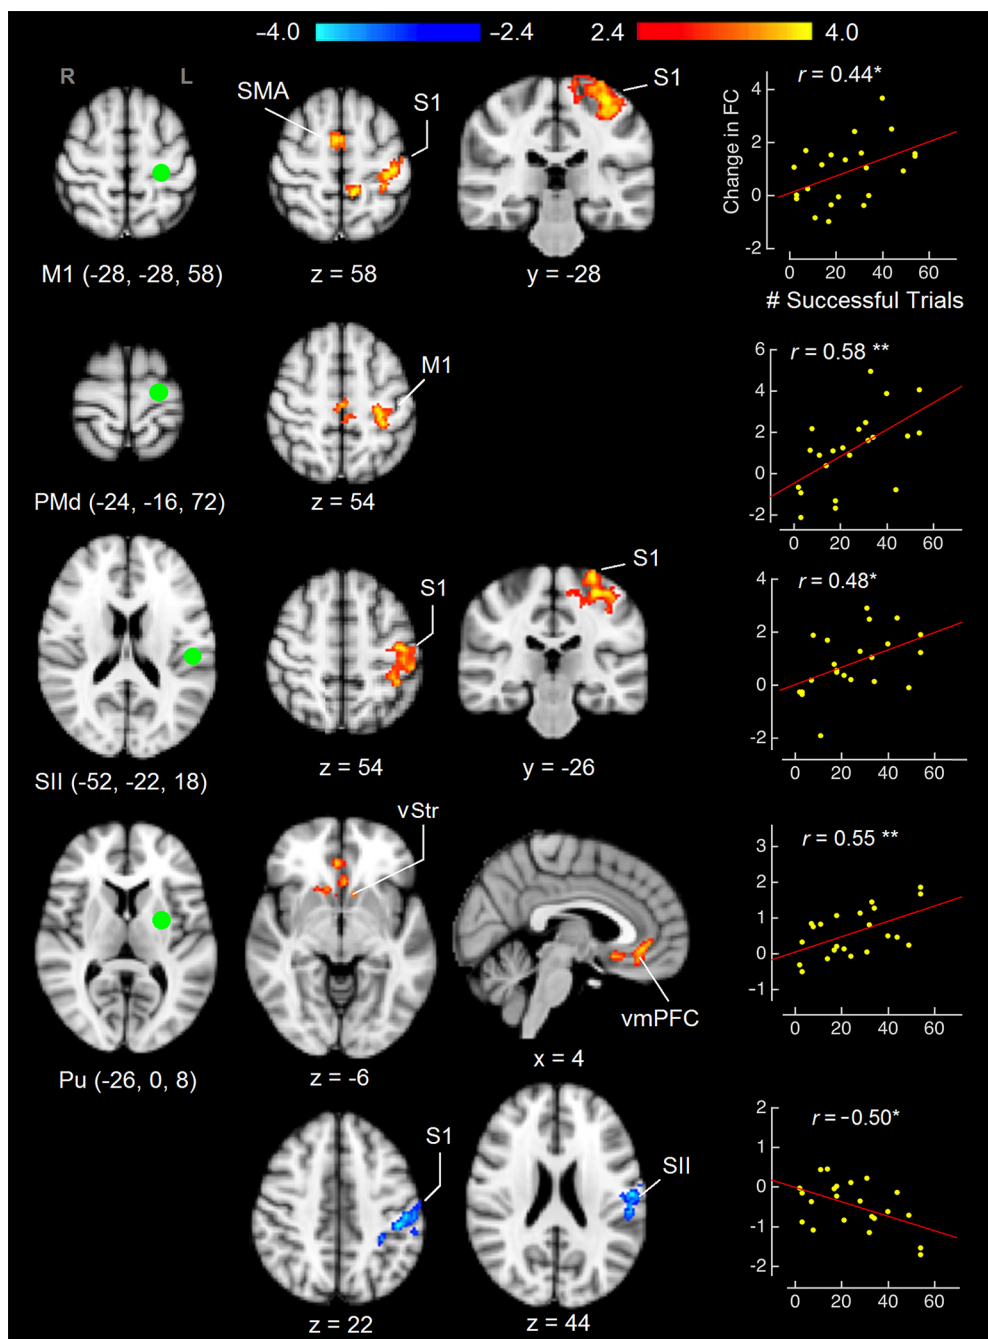 -4.0 -2.4 2.4 4.0
R L
SMA S1 S1
r = 0.44*
Change in FC
4
2
0
-2
0 20 40 60
# Successful Trials
M1 (-28, -28, 58) z = 58 y = -28
M1
r = 0.58 **
6
4
2
0
-2
0 20 40 60
PMd (-24, -16, 72) z = 54
S1 S1
r = 0.48*
4
2
0
-2
0 20 40 60
SII (-52, -22, 18) z = 54 y = -26
vStr
vmPFC
r = 0.55 **
3
2
1
0
-1
0 20 40 60
Pu (-26, 0, 8) z = -6 x = 4
S1 SII
r = -0.50*
2
1
0
-1
-2
0 20 40 60
z = 22 z = 44